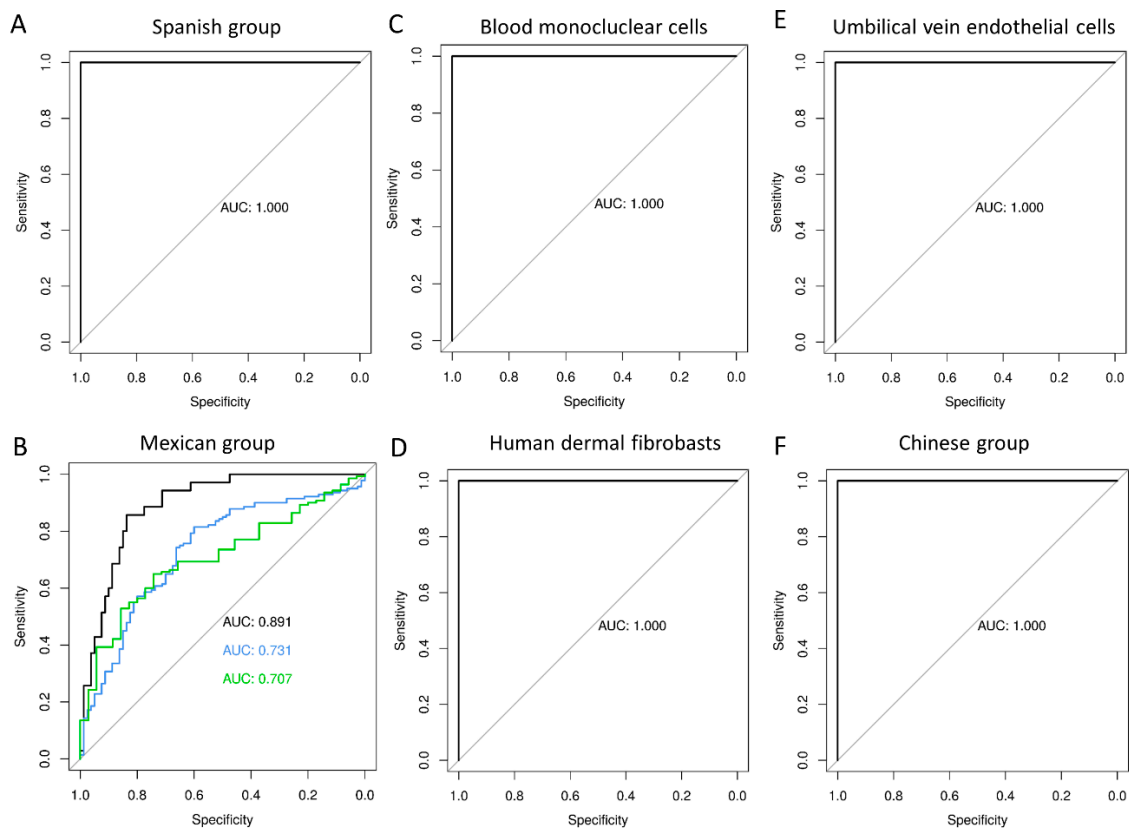 A
Spanish group
1.0
0.8
0.6
0.4
0.2
0.0
Sensitivity
AUC: 1.000
1.0 0.8 0.6 0.4 0.2 0.0
Specificity
C
Blood monocluclear cells
1.0
0.8
0.6
0.4
0.2
0.0
Sensitivity
AUC: 1.000
1.0 0.8 0.6 0.4 0.2 0.0
Specificity
E
Umbilical vein endothelial cells
1.0
0.8
0.6
0.4
0.2
0.0
Sensitivity
AUC: 1.000
1.0 0.8 0.6 0.4 0.2 0.0
Specificity
B
Mexican group
1.0
0.8
0.6
0.4
0.2
0.0
Sensitivity
AUC: 0.891
AUC: 0.731
AUC: 0.707
1.0 0.8 0.6 0.4 0.2 0.0
Specificity
D
Human dermal fibrobasts
1.0
0.8
0.6
0.4
0.2
0.0
Sensitivity
AUC: 1.000
1.0 0.8 0.6 0.4 0.2 0.0
Specificity
F
Chinese group
1.0
0.8
0.6
0.4
0.2
0.0
Sensitivity
AUC: 1.000
1.0 0.8 0.6 0.4 0.2 0.0
Specificity